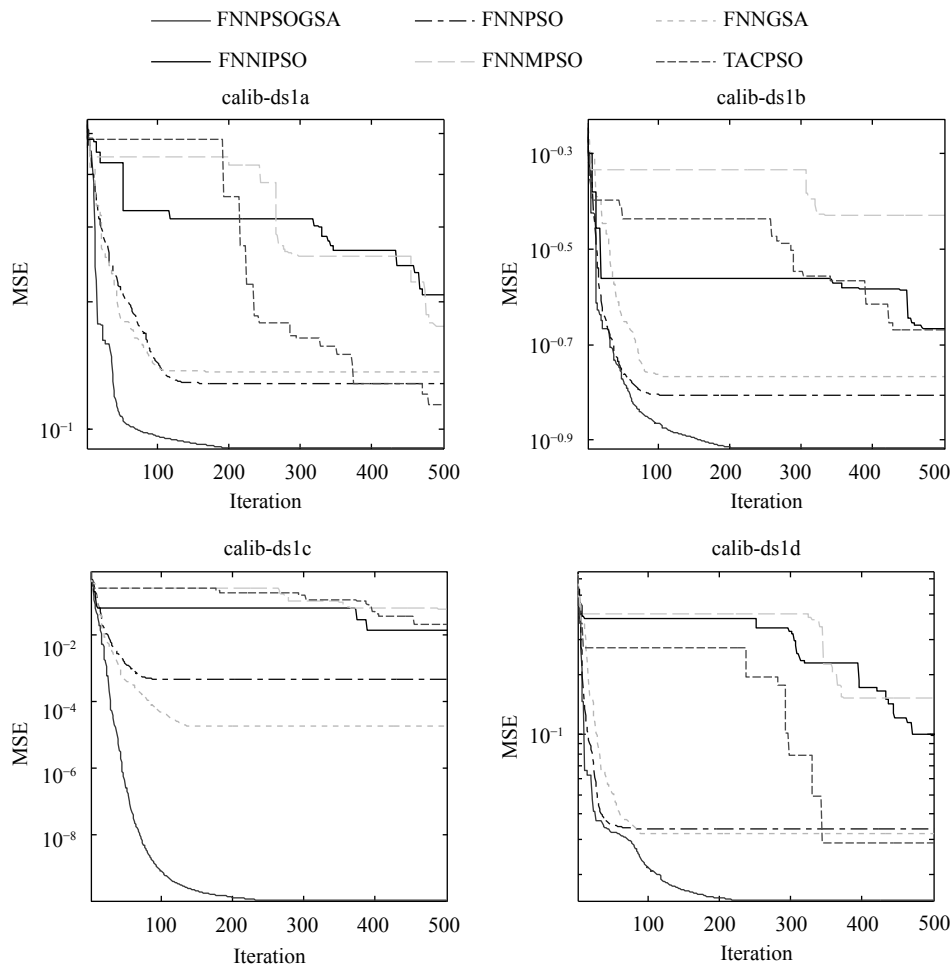 FNNPSOGSA FNNPSO FNNGSA
FNNIPSO FNNMPSO TACPSO
calib-ds1a
MSE
10⁻¹
100 200 300 400 500
Iteration
calib-ds1b
MSE
10⁻⁰·³
10⁻⁰·⁵
10⁻⁰·⁷
10⁻⁰·⁹
100 200 300 400 500
Iteration
calib-ds1c
MSE
10⁻²
10⁻⁴
10⁻⁶
10⁻⁸
100 200 300 400 500
Iteration
calib-ds1d
MSE
10⁻¹
100 200 300 400 500
Iteration